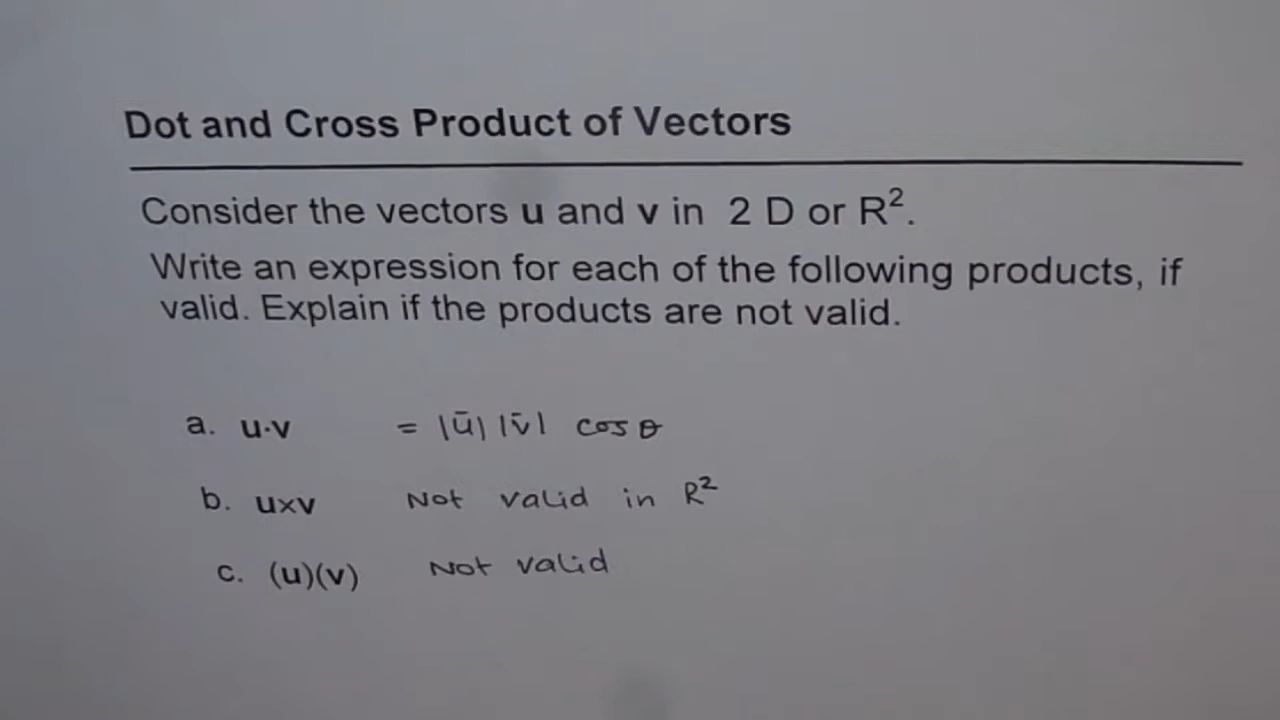 Dot and Cross Product of Vectors
Consider the vectors u and v in 2 D or R².
Write an expression for each of the following products, if
valid. Explain if the products are not valid.
a. u·v = |ū| |v̄| cos θ
b. u×v Not valid in R²
c. (u)(v) Not valid